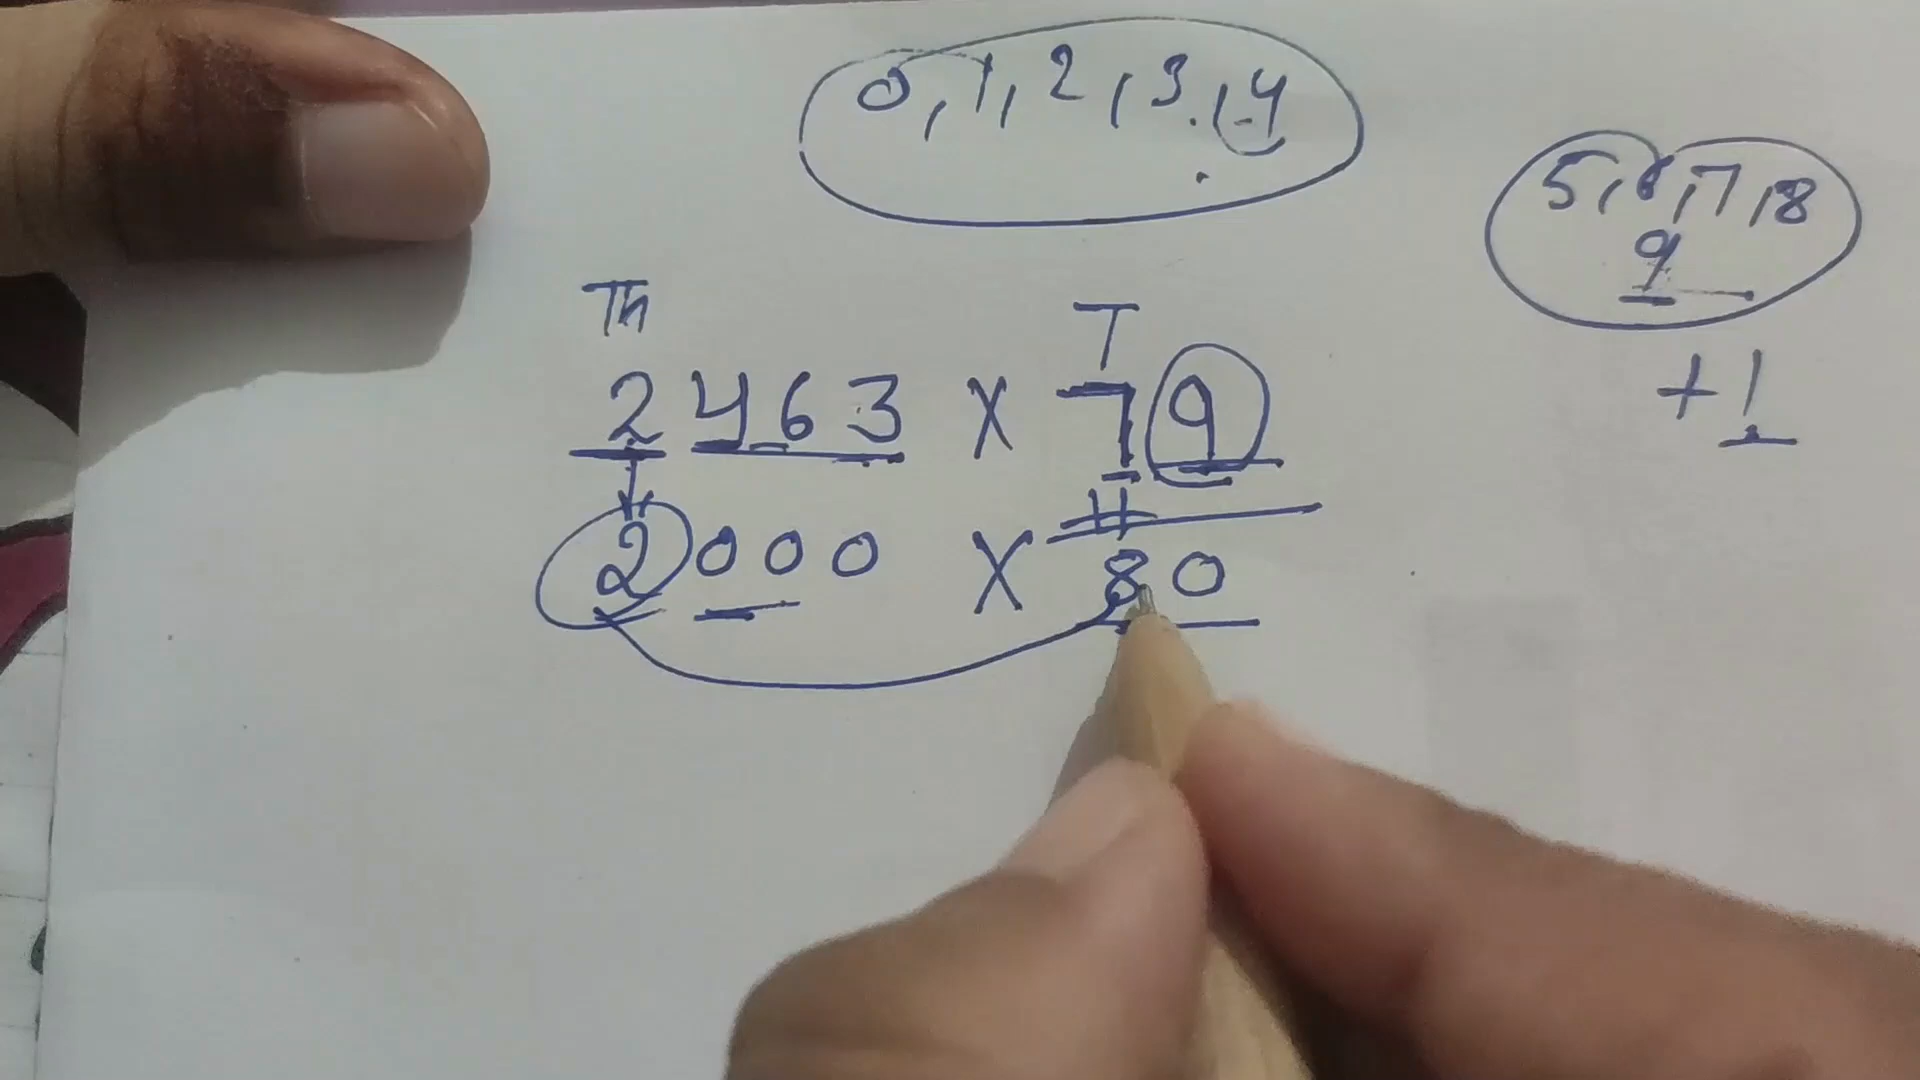 0, 1, 2, 3, 4
5, 6, 7, 8
9
+1
Th T
2463 X 79
2000 X 80